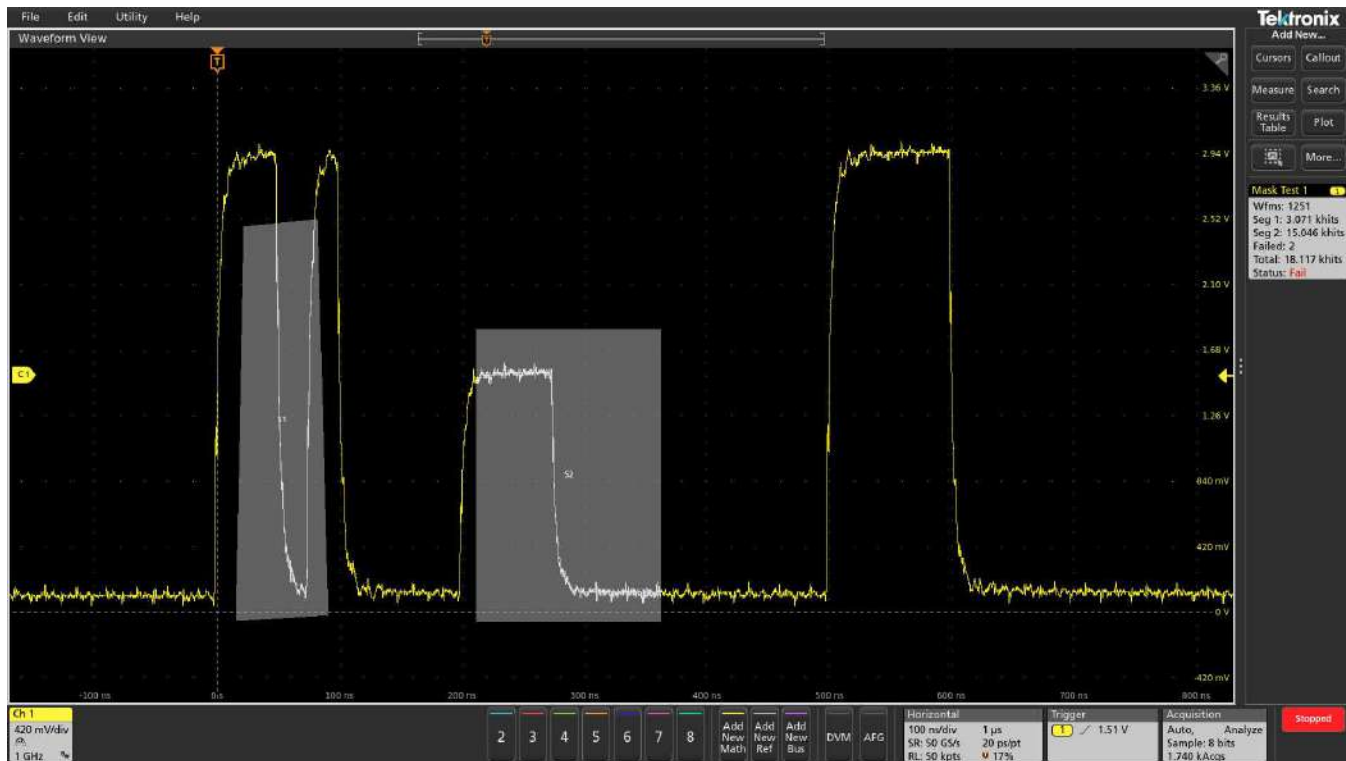 File Edit Utility Help
Tektronix
Waveform View
Add New...
T
T
Cursors Callout
Measure Search
Results Table Plot
More...
Mask Test 1 1
Wfms: 1251
Seg 1: 3.071 khits
Seg 2: 15.046 khits
Failed: 2
Total: 18.117 khits
Status: Fail
3.36 V
2.94 V
2.52 V
2.10 V
1.68 V
C1
1.26 V
S1
S2
840 mV
420 mV
0 V
-420 mV
-100 ns 0s 100 ns 200 ns 300 ns 400 ns 500 ns 600 ns 700 ns 800 ns
Ch 1
420 mV/div
1 GHz
2 3 4 5 6 7 8
Add New Math
Add New Ref
Add New Bus
DVM AFG
Horizontal
100 ns/div 1 µs
SR: 50 GS/s 20 ps/pt
RL: 50 kpts 17%
Trigger
1 1.51 V
Acquisition
Auto, Analyze
Sample: 8 bits
1.740 kAcqs
Stopped